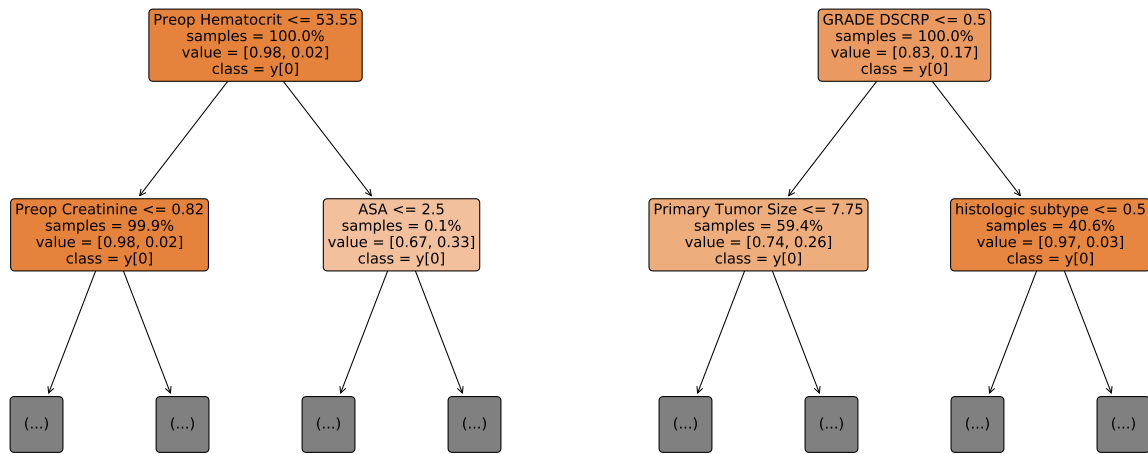 Preop Hematocrit <= 53.55
samples = 100.0%
value = [0.98, 0.02]
class = y[0]
GRADE DSCRP <= 0.5
samples = 100.0%
value = [0.83, 0.17]
class = y[0]
Preop Creatinine <= 0.82
samples = 99.9%
value = [0.98, 0.02]
class = y[0]
ASA <= 2.5
samples = 0.1%
value = [0.67, 0.33]
class = y[0]
Primary Tumor Size <= 7.75
samples = 59.4%
value = [0.74, 0.26]
class = y[0]
histologic subtype <= 0.5
samples = 40.6%
value = [0.97, 0.03]
class = y[0]
(...)
(...)
(...)
(...)
(...)
(...)
(...)
(...)